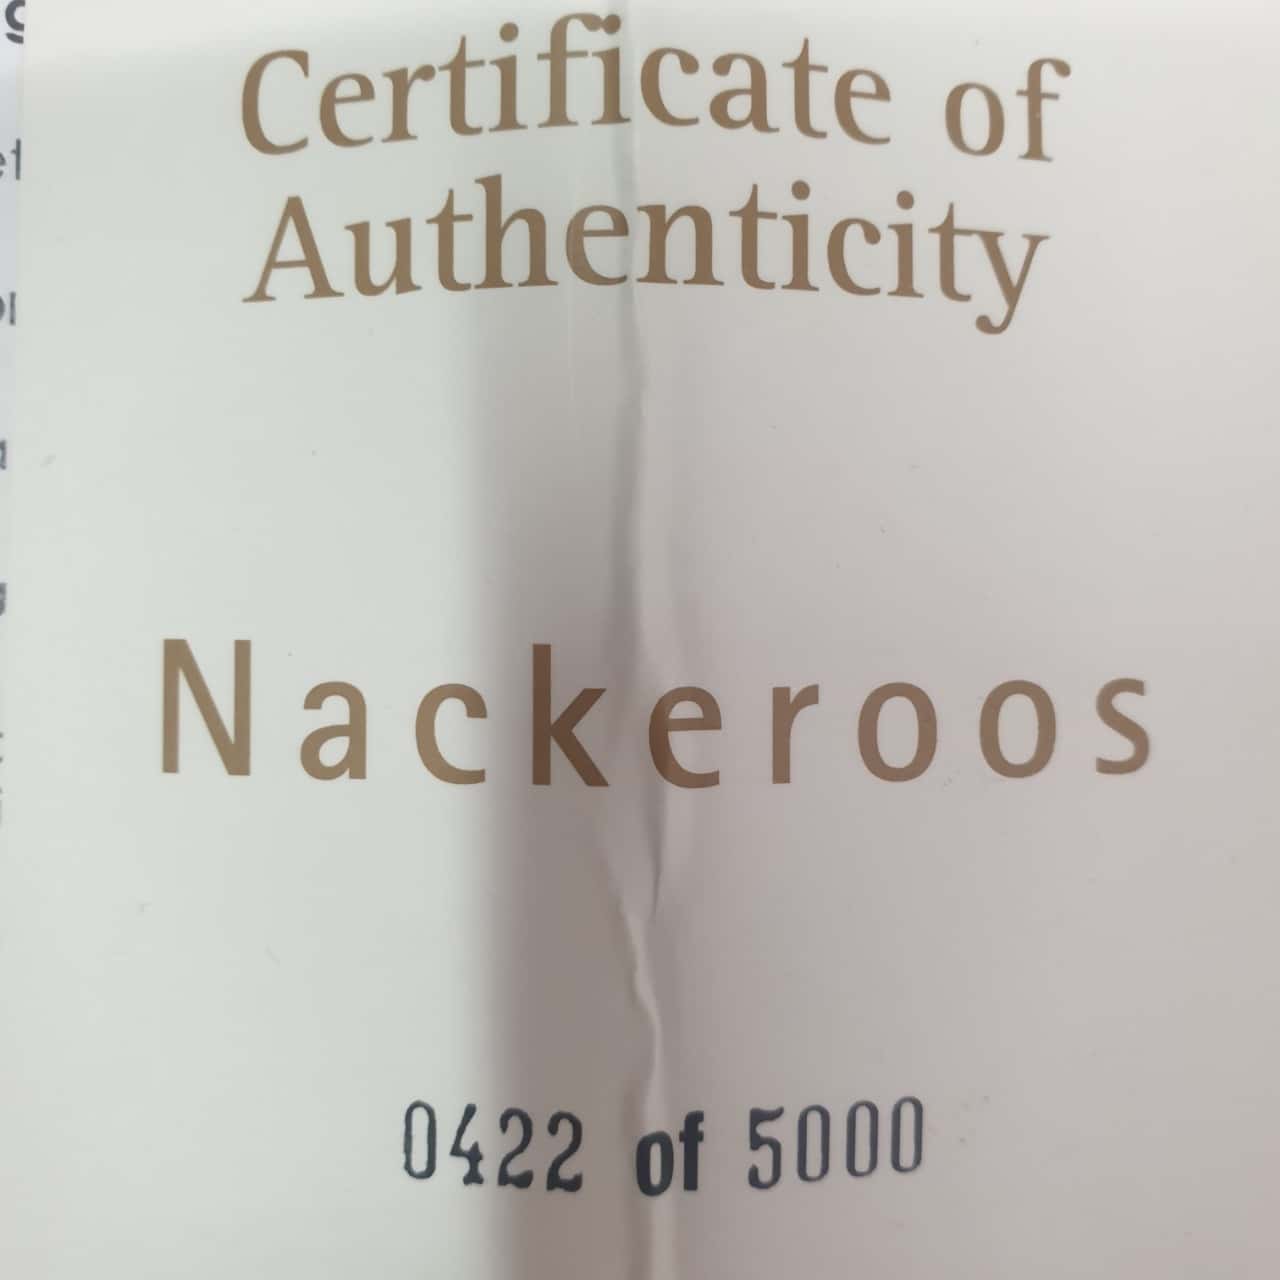 Certificate of
Authenticity
Nackeroos
0422 of 5000